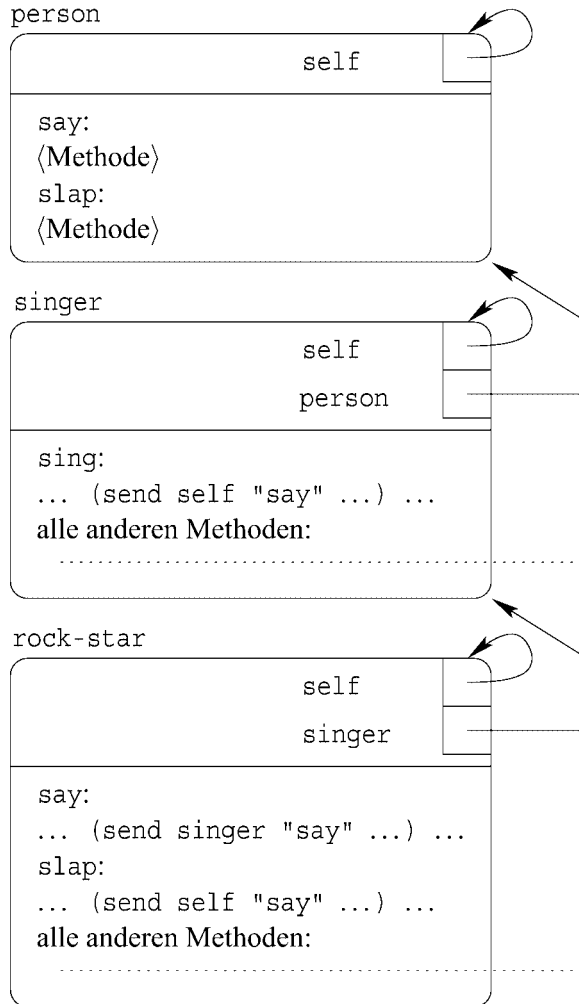 person
self
say:
⟨Methode⟩
slap:
⟨Methode⟩
singer
self
person
sing:
... (send self "say" ...) ...
alle anderen Methoden:
rock-star
self
singer
say:
... (send singer "say" ...) ...
slap:
... (send self "say" ...) ...
alle anderen Methoden: